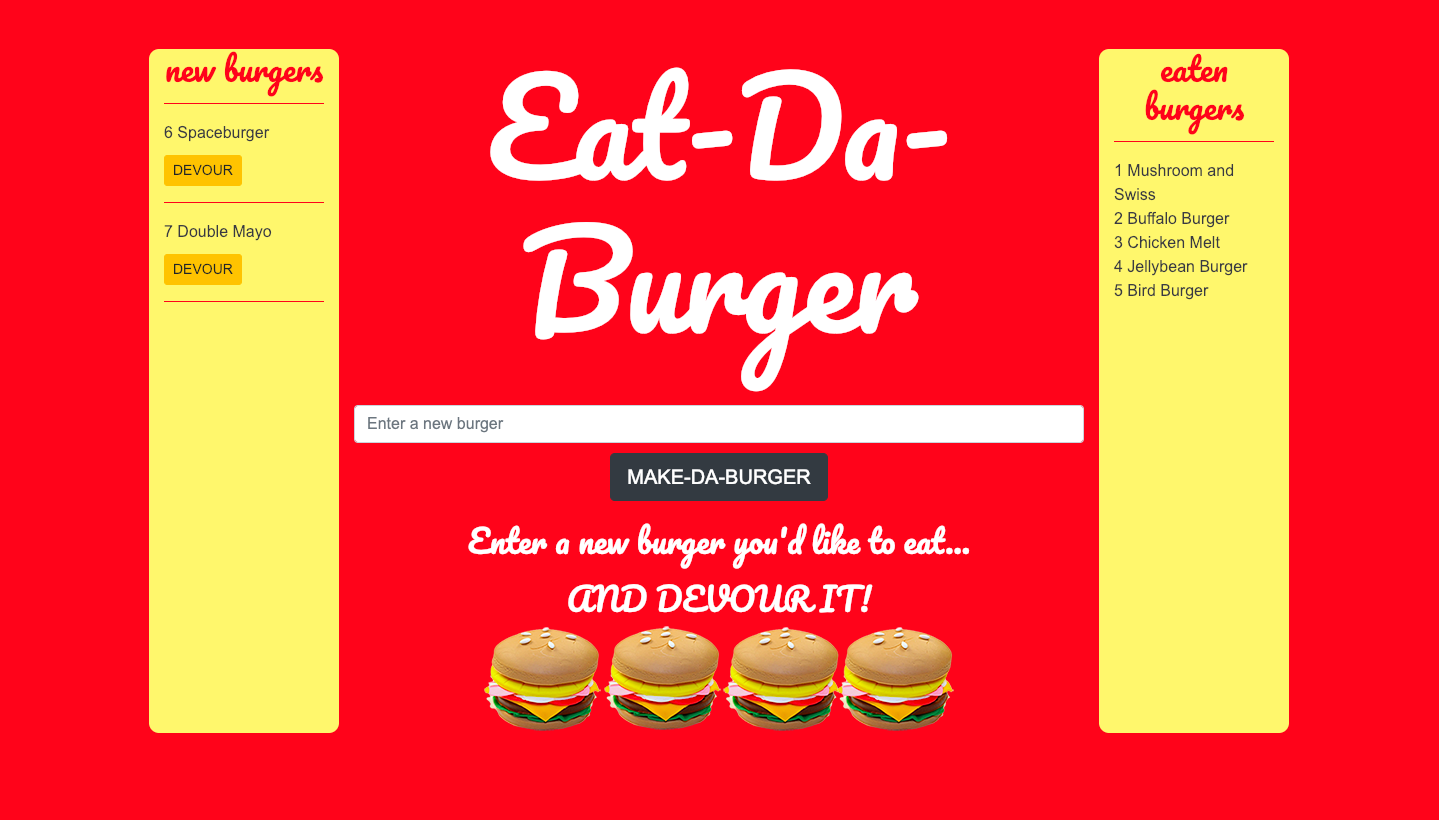 new burgers
6 Spaceburger
DEVOUR
7 Double Mayo
DEVOUR
Eat-Da-
Burger
Enter a new burger
MAKE-DA-BURGER
Enter a new burger you'd like to eat...
AND DEVOUR IT!
eaten
burgers
1 Mushroom and
Swiss
2 Buffalo Burger
3 Chicken Melt
4 Jellybean Burger
5 Bird Burger